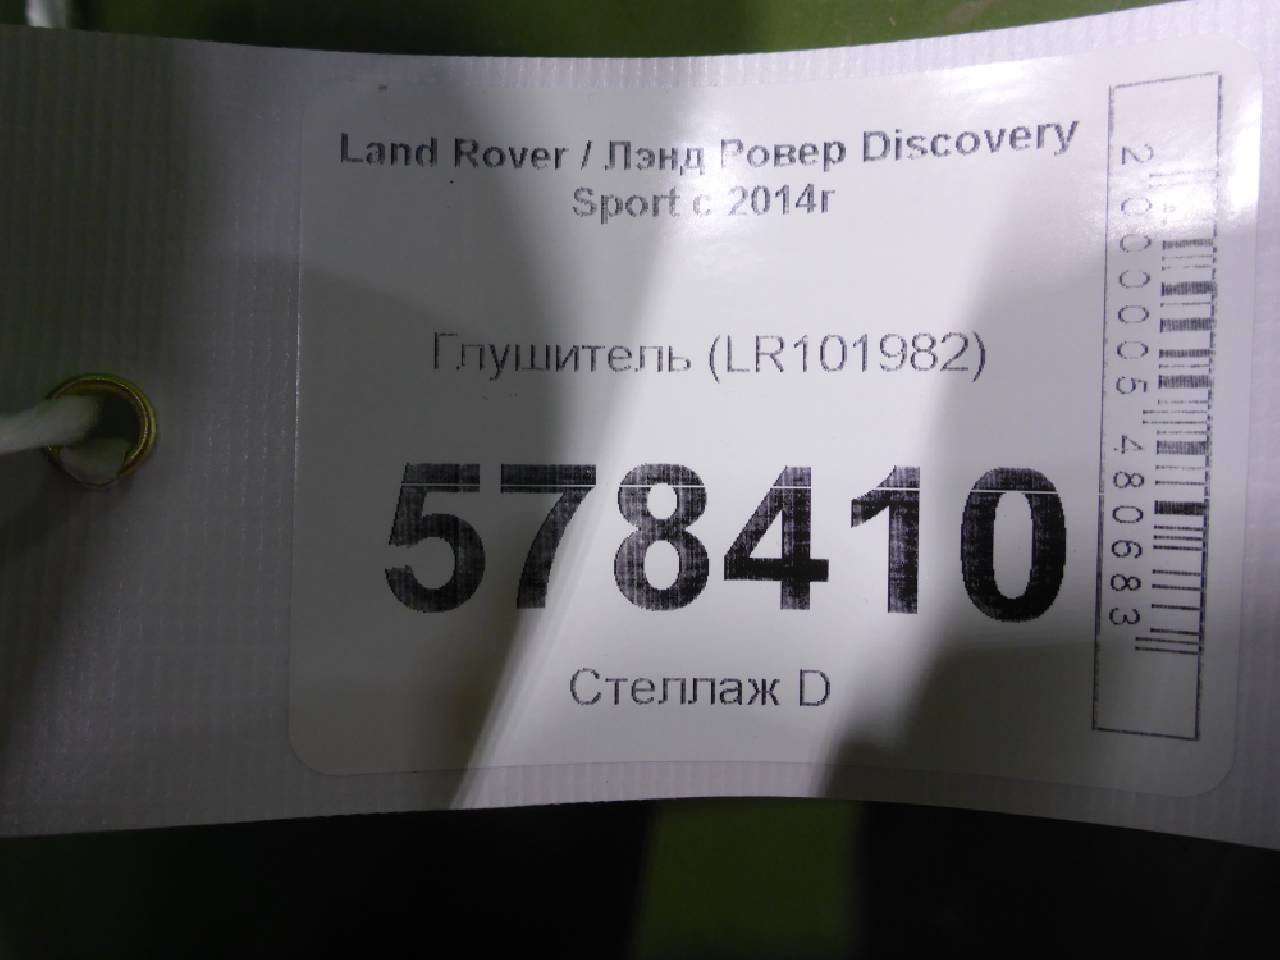 Land Rover / Лэнд Ровер Discovery
Sport с 2014г
Глушитель (LR101982)
578410
Стеллаж D
2000005480683